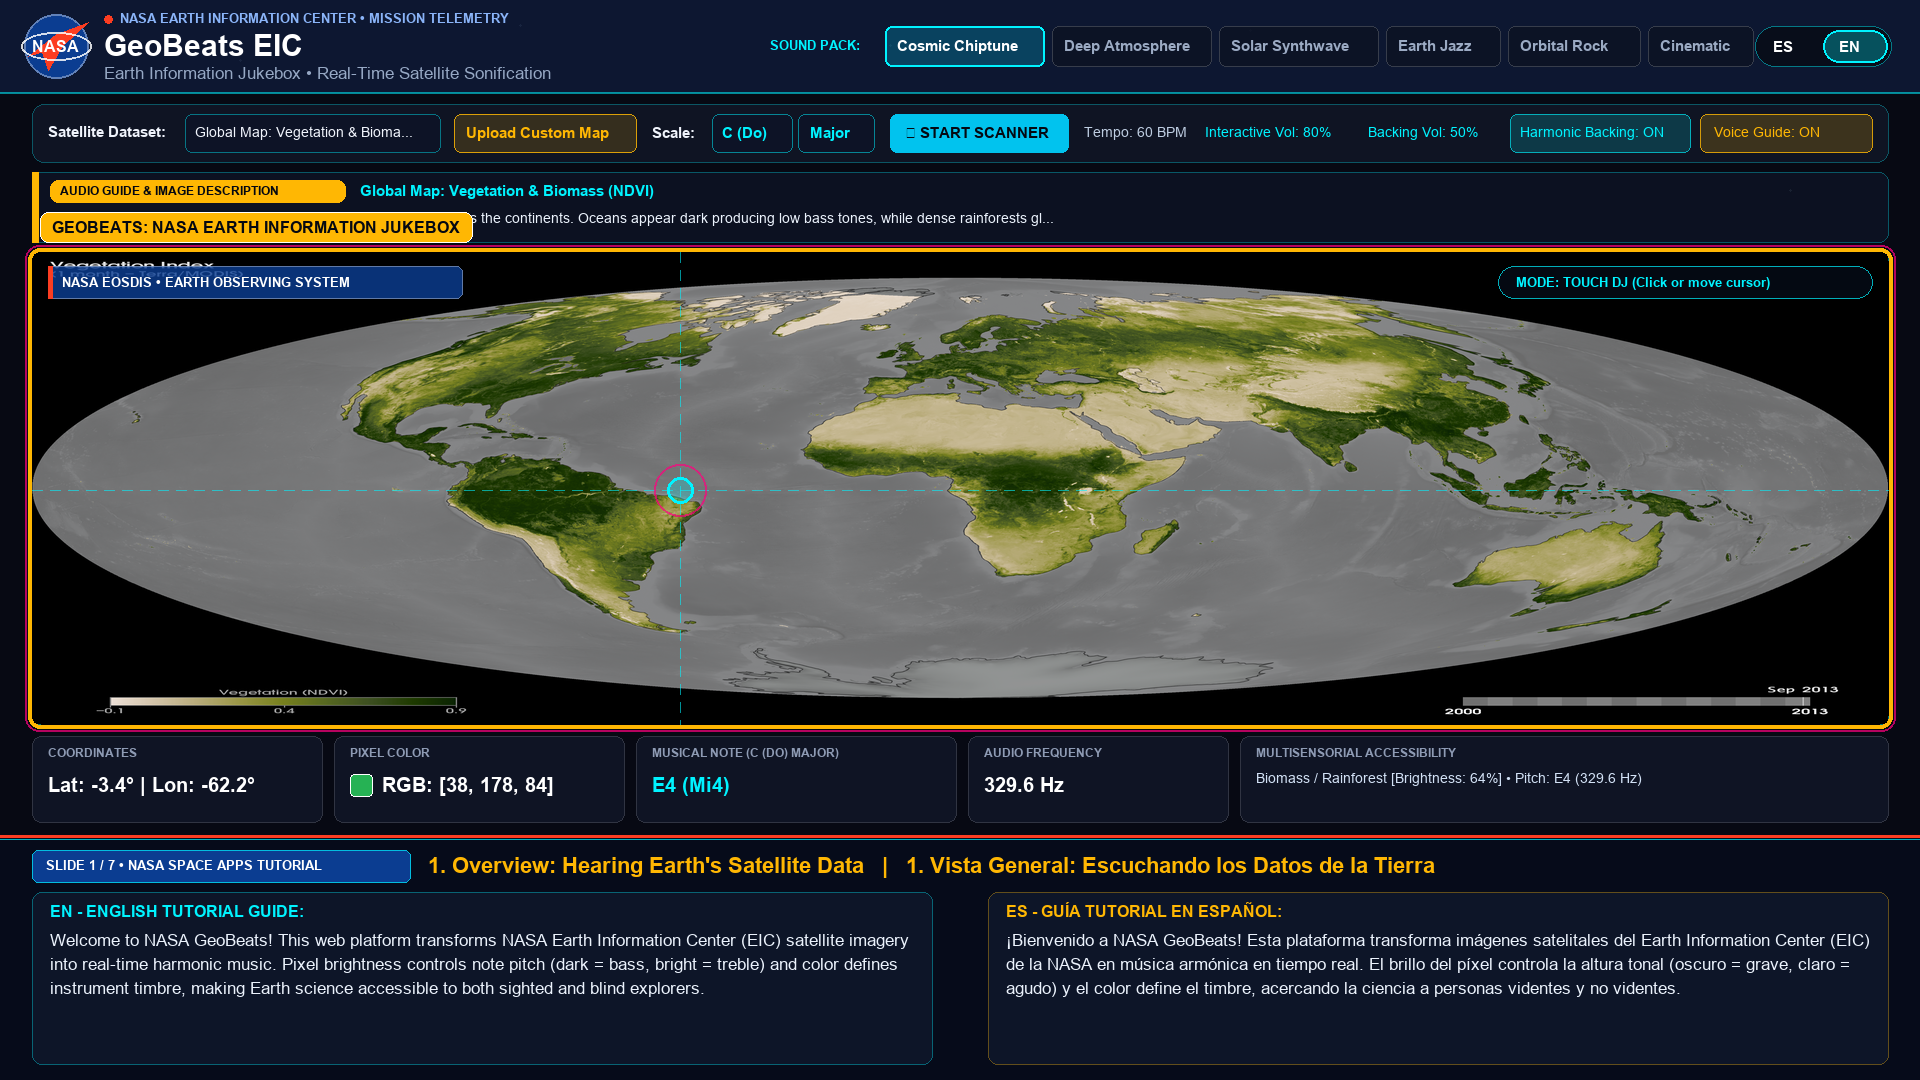 NASA
NASA EARTH INFORMATION CENTER • MISSION TELEMETRY
GeoBeats EIC
Earth Information Jukebox • Real-Time Satellite Sonification
SOUND PACK:
Cosmic Chiptune
Deep Atmosphere
Solar Synthwave
Earth Jazz
Orbital Rock
Cinematic
ES
EN
Satellite Dataset:
Global Map: Vegetation & Bioma...
Upload Custom Map
Scale:
C (Do)
Major
START SCANNER
Tempo: 60 BPM
Interactive Vol: 80%
Backing Vol: 50%
Harmonic Backing: ON
Voice Guide: ON
AUDIO GUIDE & IMAGE DESCRIPTION
Global Map: Vegetation & Biomass (NDVI)
the continents. Oceans appear dark producing low bass tones, while dense rainforests gl...
GEOBEATS: NASA EARTH INFORMATION JUKEBOX
Vegetation Index
(1 month - Terra/MODIS)
NASA EOSDIS • EARTH OBSERVING SYSTEM
MODE: TOUCH DJ (Click or move cursor)
Vegetation (NDVI)
-0.1 0.4 0.9
Sep 2013
2000 2013
COORDINATES
Lat: -3.4° | Lon: -62.2°
PIXEL COLOR
RGB: [38, 178, 84]
MUSICAL NOTE (C (DO) MAJOR)
E4 (Mi4)
AUDIO FREQUENCY
329.6 Hz
MULTISENSORIAL ACCESSIBILITY
Biomass / Rainforest [Brightness: 64%] • Pitch: E4 (329.6 Hz)
SLIDE 1 / 7 • NASA SPACE APPS TUTORIAL
1. Overview: Hearing Earth's Satellite Data | 1. Vista General: Escuchando los Datos de la Tierra
EN - ENGLISH TUTORIAL GUIDE:
Welcome to NASA GeoBeats! This web platform transforms NASA Earth Information Center (EIC) satellite imagery
into real-time harmonic music. Pixel brightness controls note pitch (dark = bass, bright = treble) and color defines
instrument timbre, making Earth science accessible to both sighted and blind explorers.
ES - GUÍA TUTORIAL EN ESPAÑOL:
¡Bienvenido a NASA GeoBeats! Esta plataforma transforma imágenes satelitales del Earth Information Center (EIC)
de la NASA en música armónica en tiempo real. El brillo del píxel controla la altura tonal (oscuro = grave, claro =
agudo) y el color define el timbre, acercando la ciencia a personas videntes y no videntes.